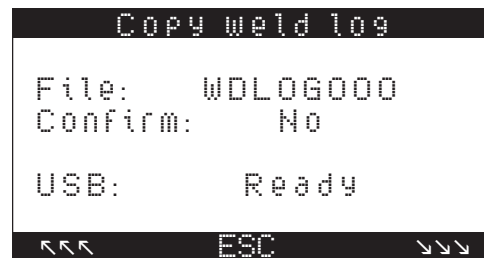 Copy weld log
File: WDLOG000
Confirm: No
USB: Ready
↖↖↖ ESC ↘↘↘